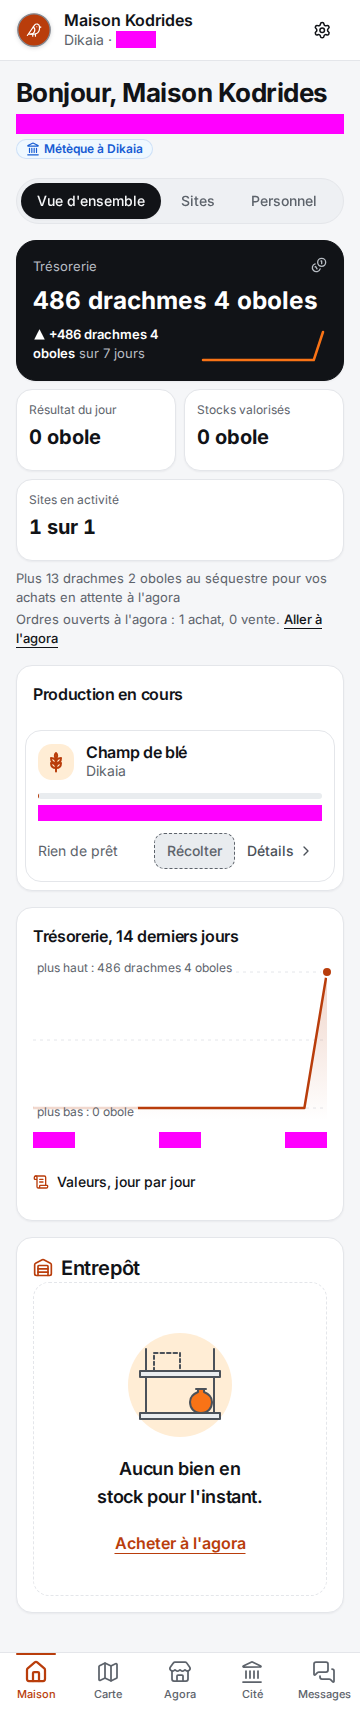 Maison Kodrides
Dikaia ·
Bonjour, Maison Kodrides
Métèque à Dikaia
Vue d'ensemble
Sites
Personnel
Trésorerie
486 drachmes 4 oboles
▲ +486 drachmes 4
oboles sur 7 jours
Résultat du jour
0 obole
Stocks valorisés
0 obole
Sites en activité
1 sur 1
Plus 13 drachmes 2 oboles au séquestre pour vos
achats en attente à l'agora
Ordres ouverts à l'agora : 1 achat, 0 vente. Aller à
l'agora
Production en cours
Champ de blé
Dikaia
Rien de prêt
Récolter
Détails
Trésorerie, 14 derniers jours
plus haut : 486 drachmes 4 oboles
plus bas : 0 obole
Valeurs, jour par jour
Entrepôt
Aucun bien en
stock pour l'instant.
Acheter à l'agora
Maison
Carte
Agora
Cité
Messages